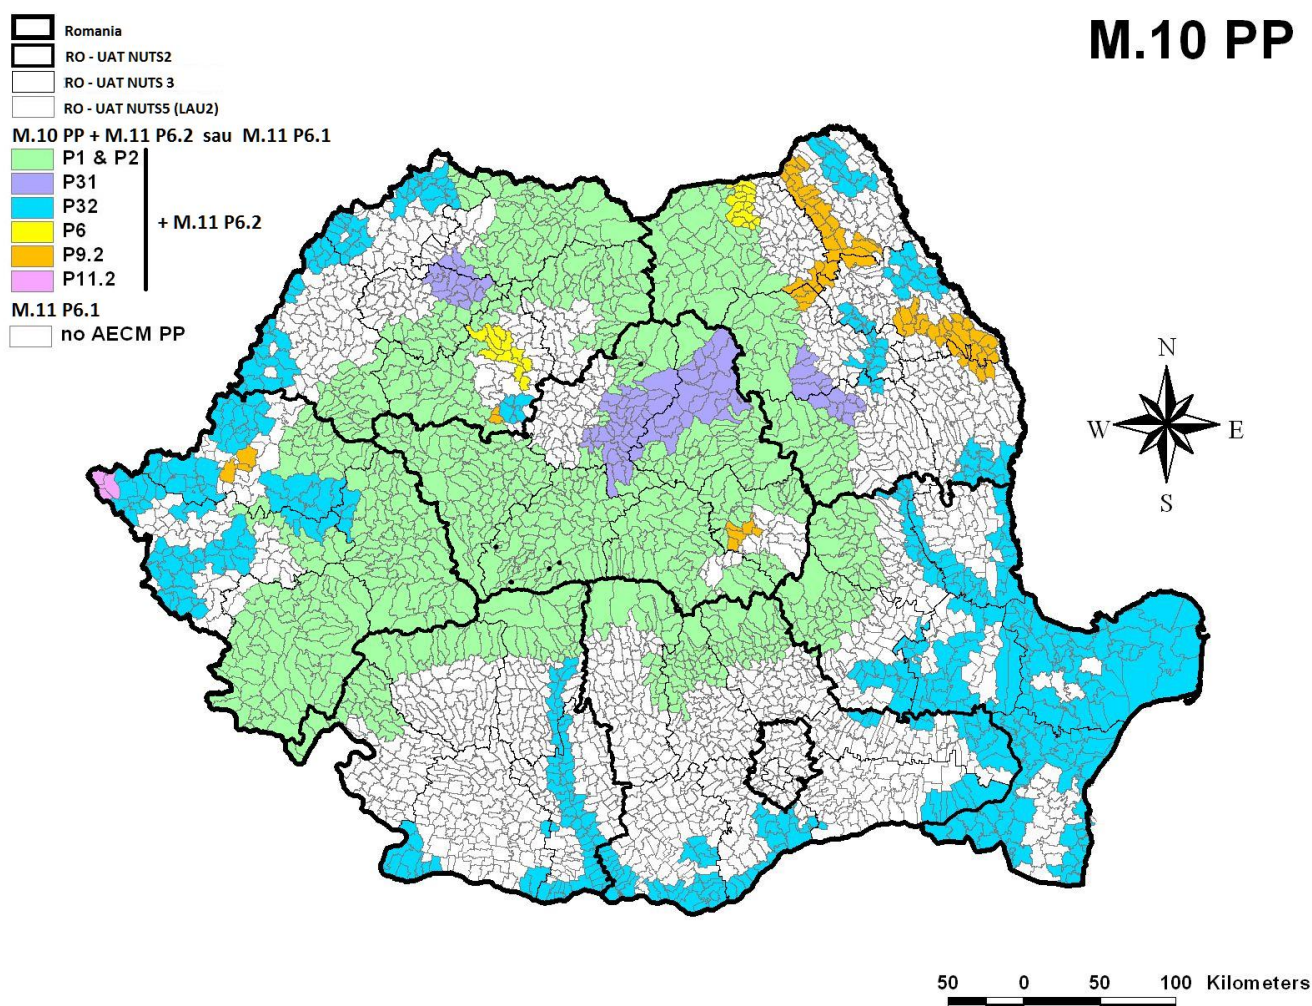 M.10 PP
Romania
RO - UAT NUTS2
RO - UAT NUTS 3
RO - UAT NUTS5 (LAU2)
M.10 PP + M.11 P6.2 sau M.11 P6.1
P1 & P2
P31
P32
+ M.11 P6.2
P6
P9.2
P11.2
M.11 P6.1
no AECM PP
N
W E
S
50 0 50 100 Kilometers